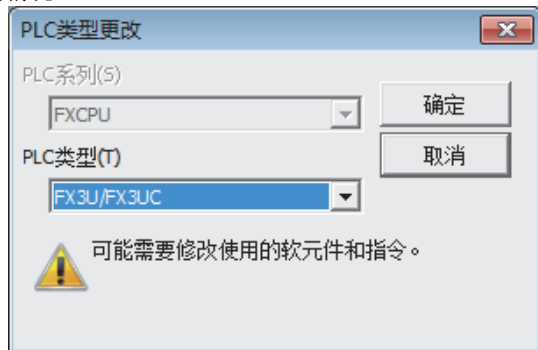 PLC类型更改
PLC系列(S)
FXCPU
确定
PLC类型(T)
取消
FX3U/FX3UC
可能需要修改使用的软元件和指令。